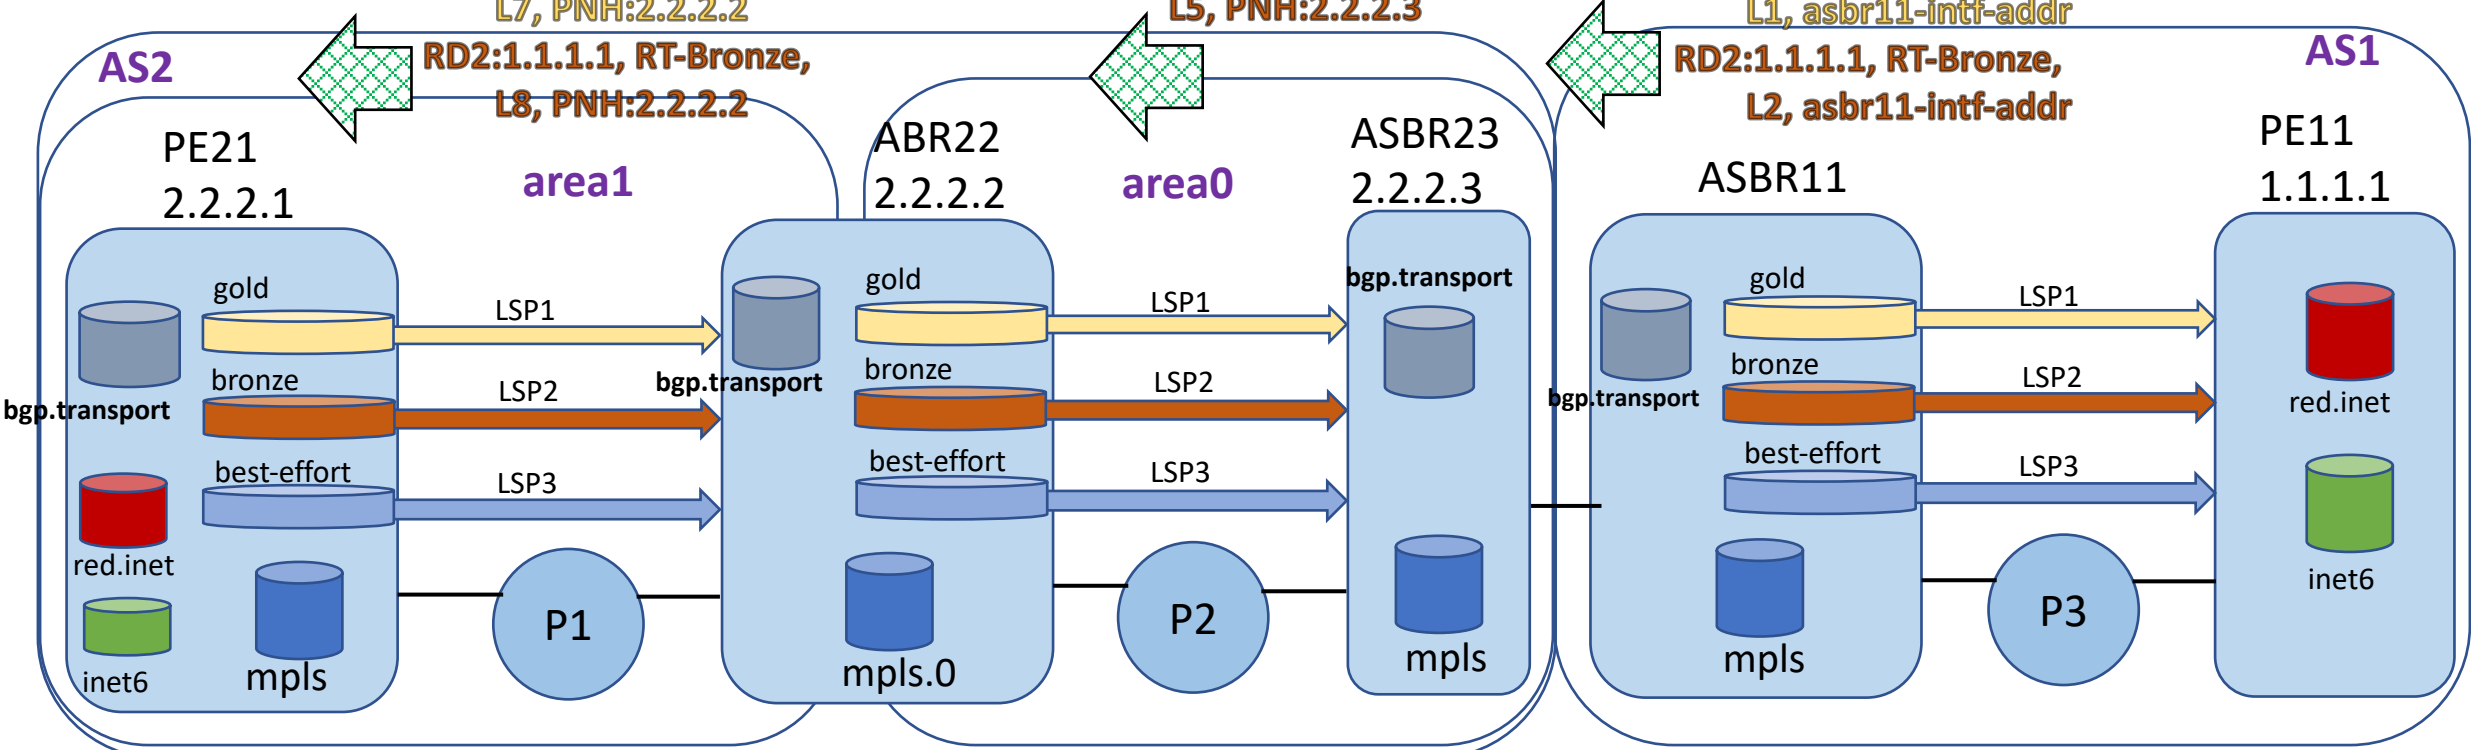 L7, PNH:2.2.2.2
RD2:1.1.1.1, RT-Bronze,
L8, PNH:2.2.2.2
L5, PNH:2.2.2.3
L1, asbr11-intf-addr
RD2:1.1.1.1, RT-Bronze,
L2, asbr11-intf-addr
AS2
AS1
area1
area0
PE21
2.2.2.1
ABR22
2.2.2.2
ASBR23
2.2.2.3
ASBR11
PE11
1.1.1.1
bgp.transport
gold
bronze
best-effort
red.inet
inet6
mpls
LSP1
LSP2
LSP3
P1
bgp.transport
gold
bronze
best-effort
mpls.0
LSP1
LSP2
LSP3
P2
bgp.transport
mpls
bgp.transport
gold
bronze
best-effort
mpls
LSP1
LSP2
LSP3
P3
red.inet
inet6